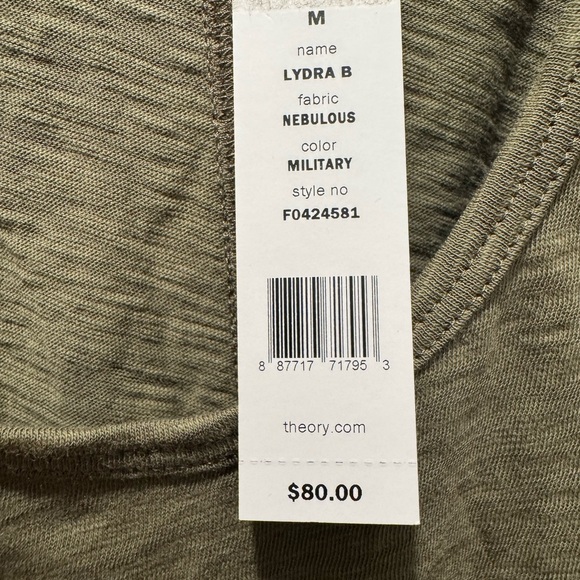 M
name
LYDRA B
fabric
NEBULOUS
color
MILITARY
style no
F0424581
8 87717 71795 3
theory.com
$80.00